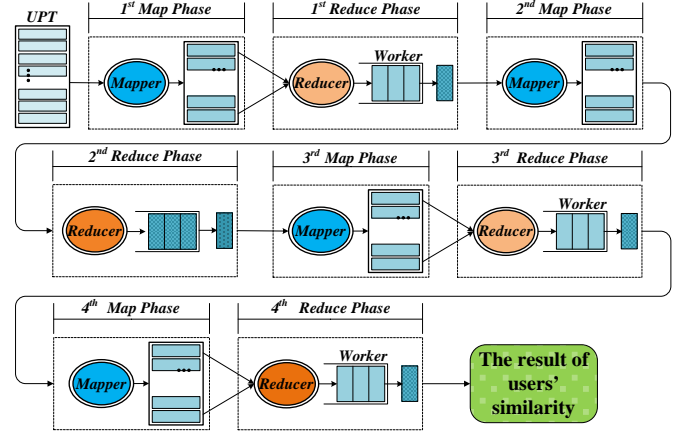 UPT
1st Map Phase
1st Reduce Phase
2nd Map Phase
Mapper
Reducer
Worker
Mapper
2nd Reduce Phase
3rd Map Phase
3rd Reduce Phase
Reducer
Mapper
Reducer
Worker
4th Map Phase
4th Reduce Phase
Mapper
Reducer
Worker
The result of
users'
similarity